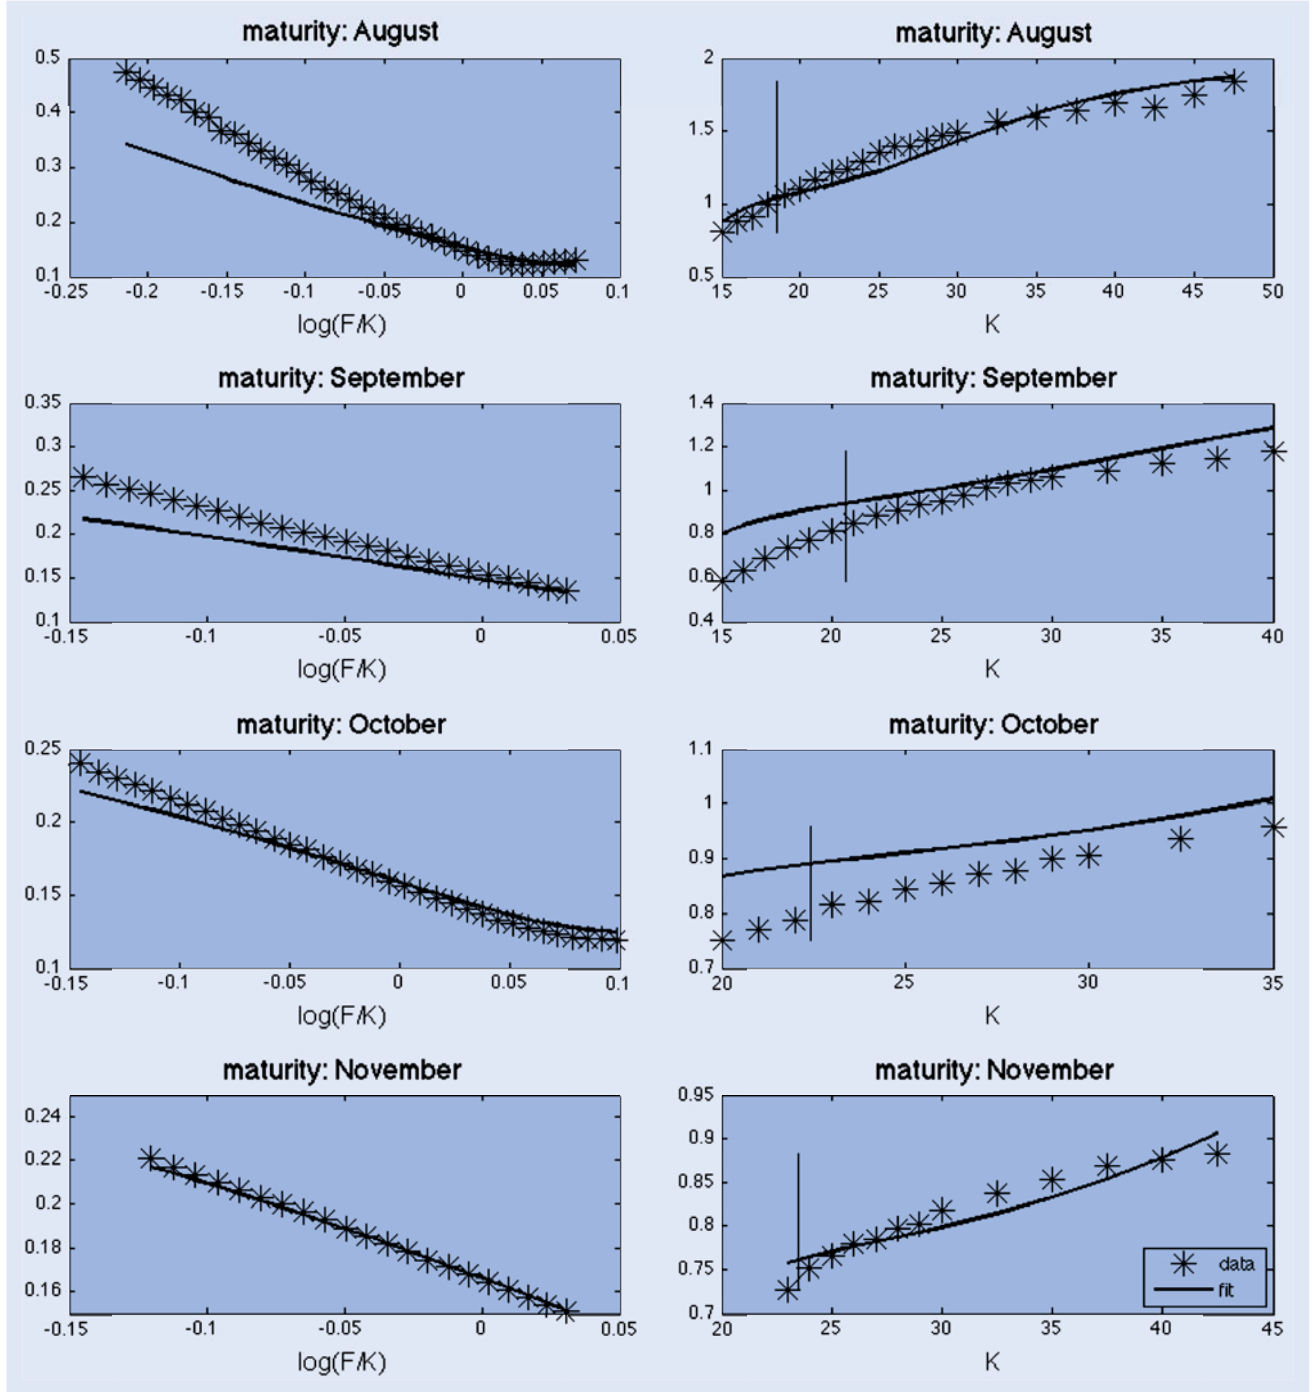 maturity: August
0.5
0.4
0.3
0.2
0.1
-0.25 -0.2 -0.15 -0.1 -0.05 0 0.05 0.1
log(F/K)
maturity: August
2
1.5
1
0.5
15 20 25 30 35 40 45 50
K
maturity: September
0.35
0.3
0.25
0.2
0.15
0.1
-0.15 -0.1 -0.05 0 0.05
log(F/K)
maturity: September
1.4
1.2
1
0.8
0.6
0.4
15 20 25 30 35 40
K
maturity: October
0.25
0.2
0.15
0.1
-0.15 -0.1 -0.05 0 0.05 0.1
log(F/K)
maturity: October
1.1
1
0.9
0.8
0.7
20 25 30 35
K
maturity: November
0.24
0.22
0.2
0.18
0.16
-0.15 -0.1 -0.05 0 0.05
log(F/K)
maturity: November
0.95
0.9
0.85
0.8
0.75
0.7
20 25 30 35 40 45
K
data
fit